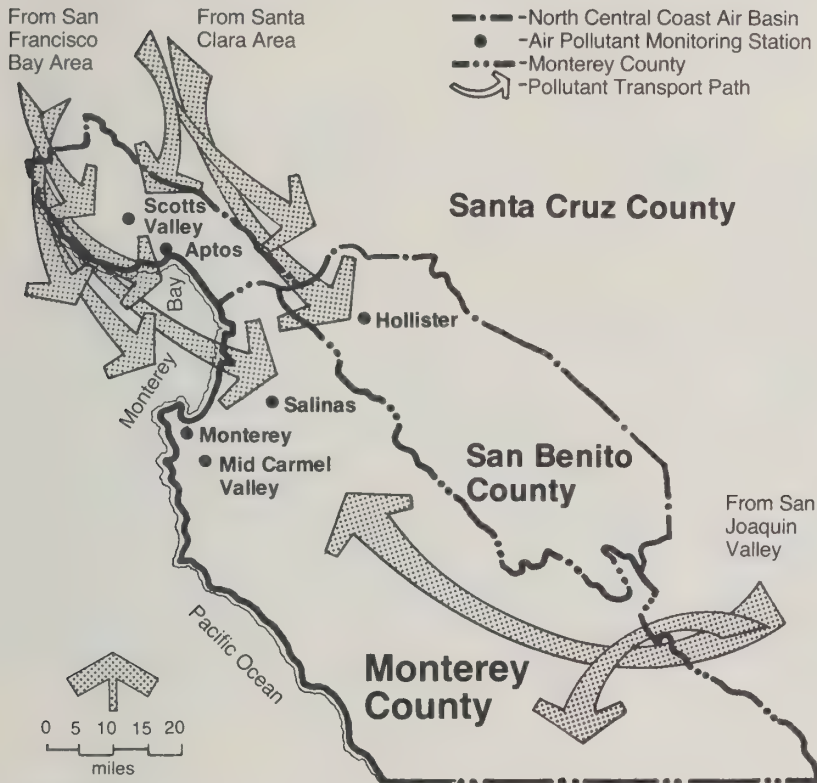 From San
Francisco
Bay Area
From Santa
Clara Area
-North Central Coast Air Basin
-Air Pollutant Monitoring Station
-Monterey County
-Pollutant Transport Path
Santa Cruz County
Scotts
Valley
Aptos
Bay
Monterey
Hollister
Salinas
Monterey
Mid Carmel
Valley
San Benito
County
From San
Joaquin
Valley
Pacific Ocean
Monterey
County
0 5 10 15 20
miles